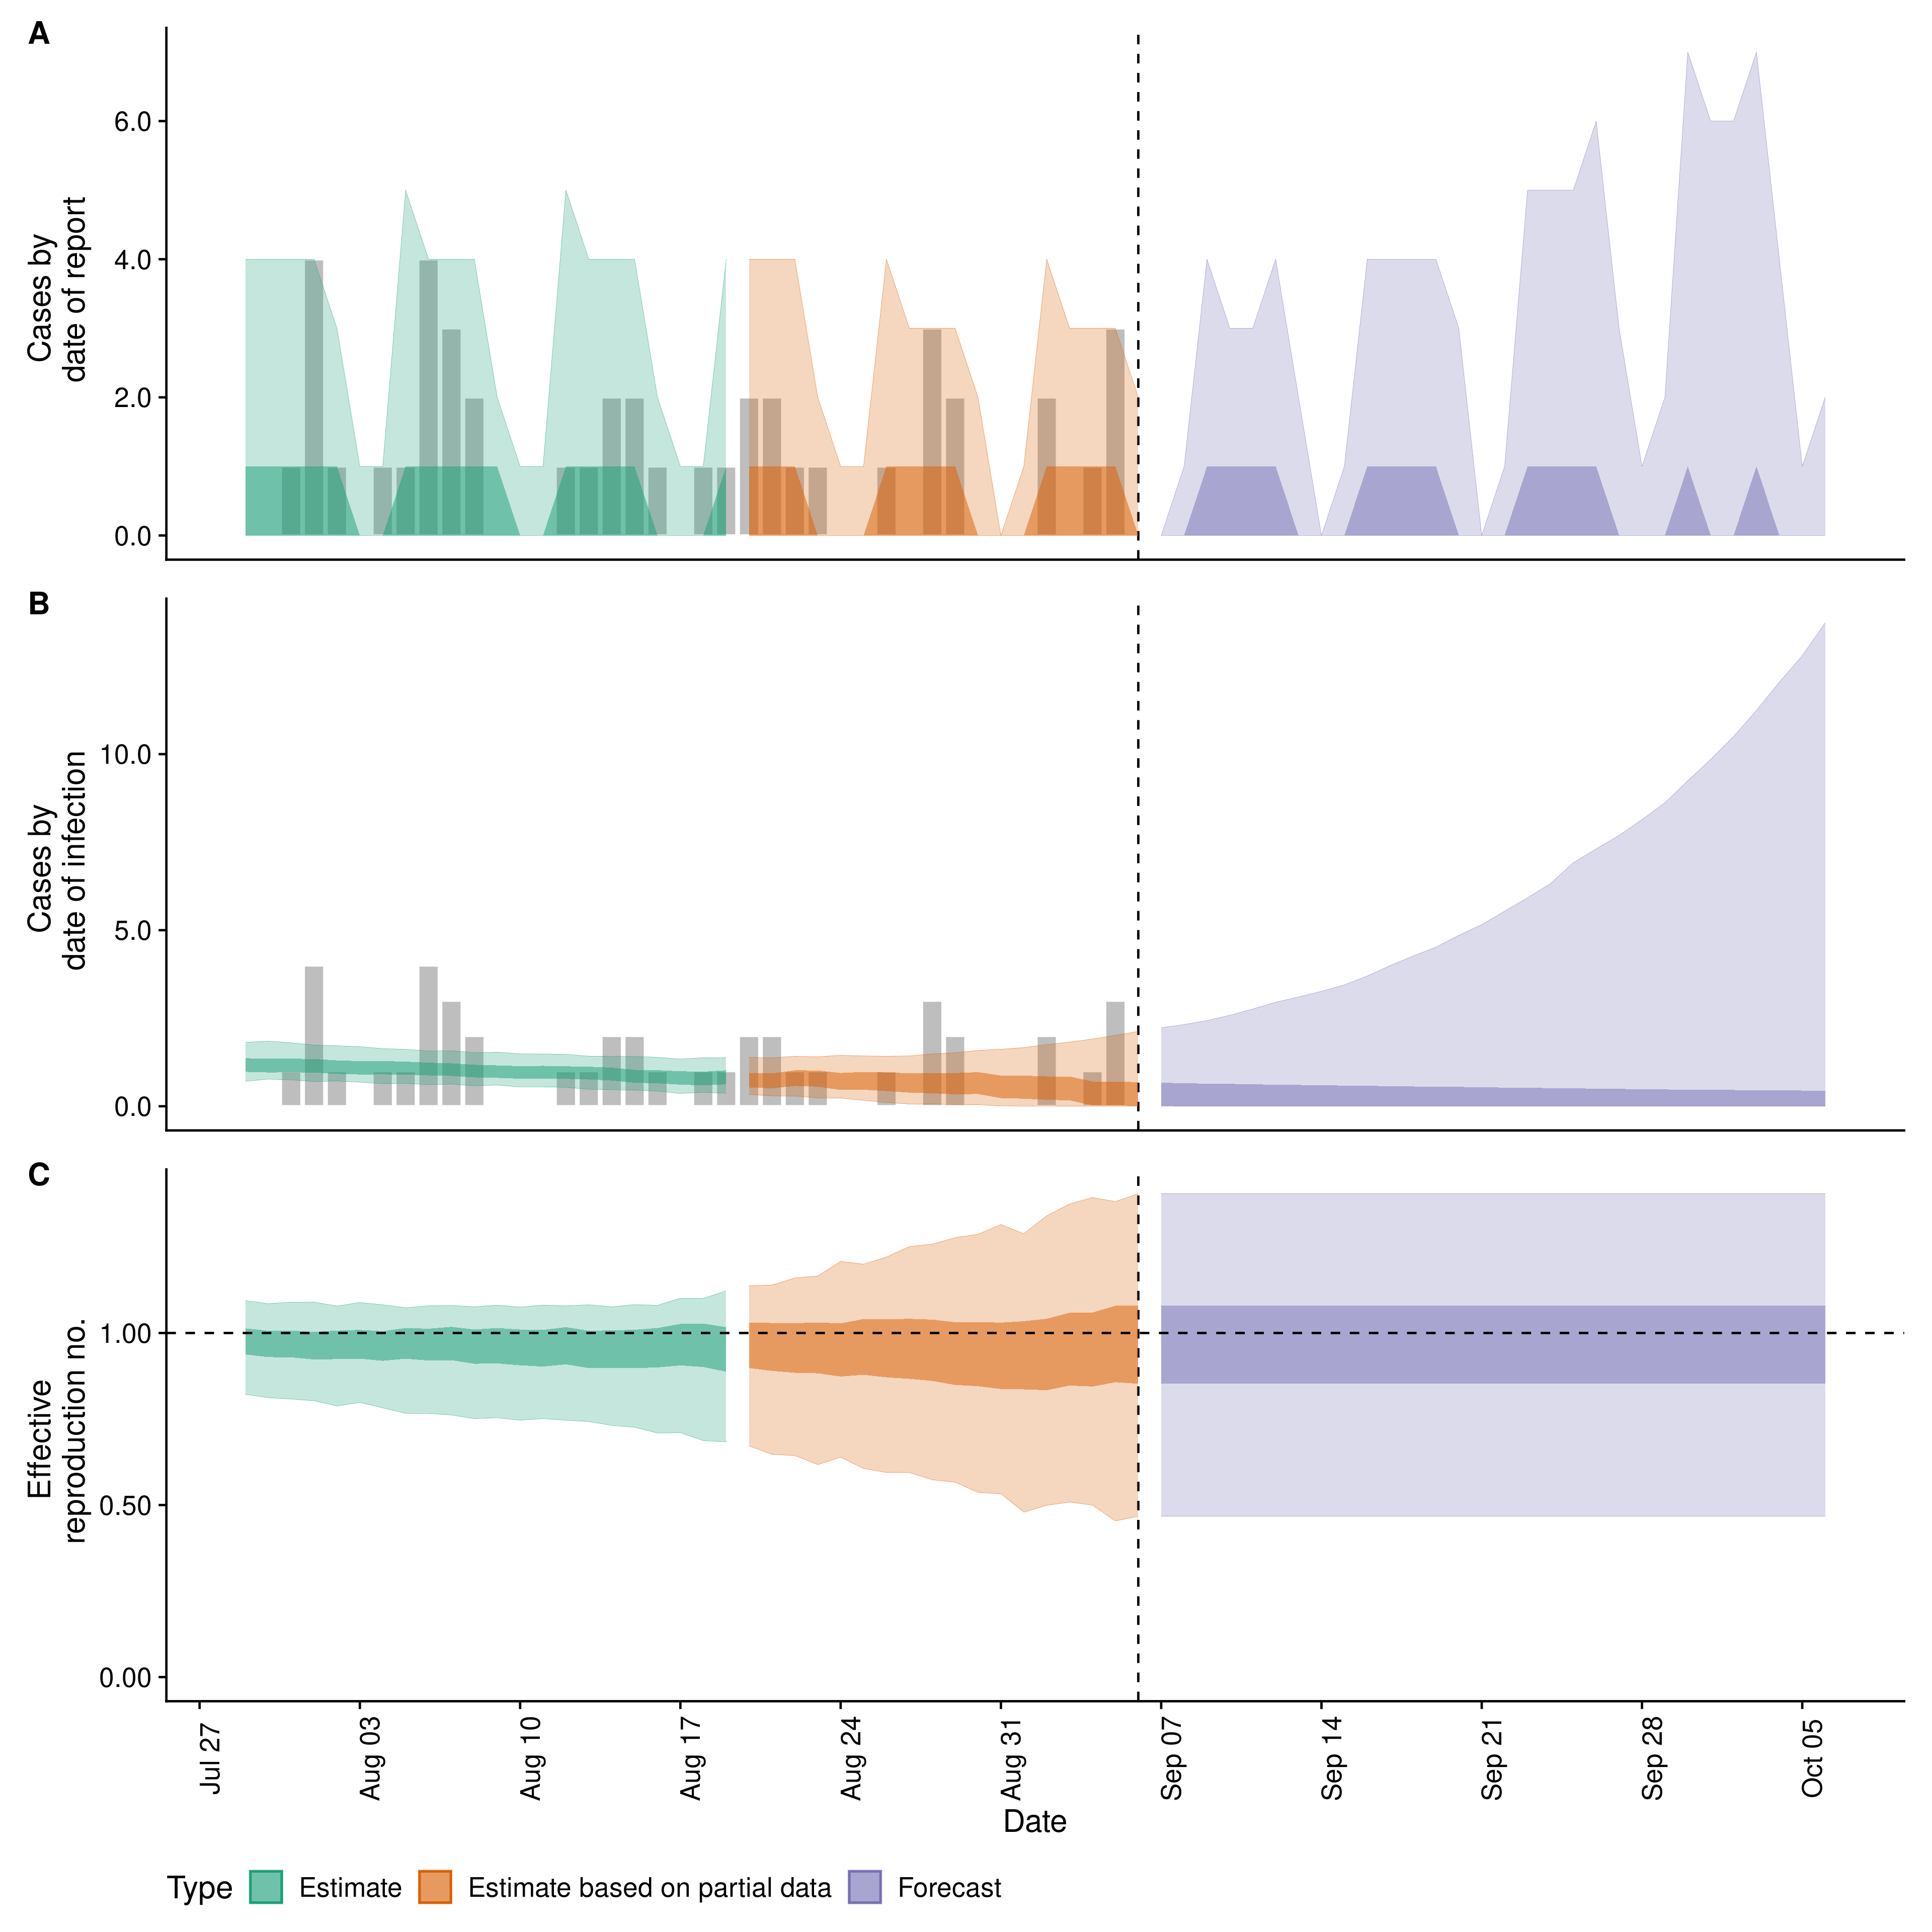 A
Cases by
date of report
6.0
4.0
2.0
0.0
B
Cases by
date of infection
10.0
5.0
0.0
C
Effective
reproduction no.
1.00
0.50
0.00
Jul 27
Aug 03
Aug 10
Aug 17
Aug 24
Aug 31
Sep 07
Sep 14
Sep 21
Sep 28
Oct 05
Date
Type Estimate Estimate based on partial data Forecast